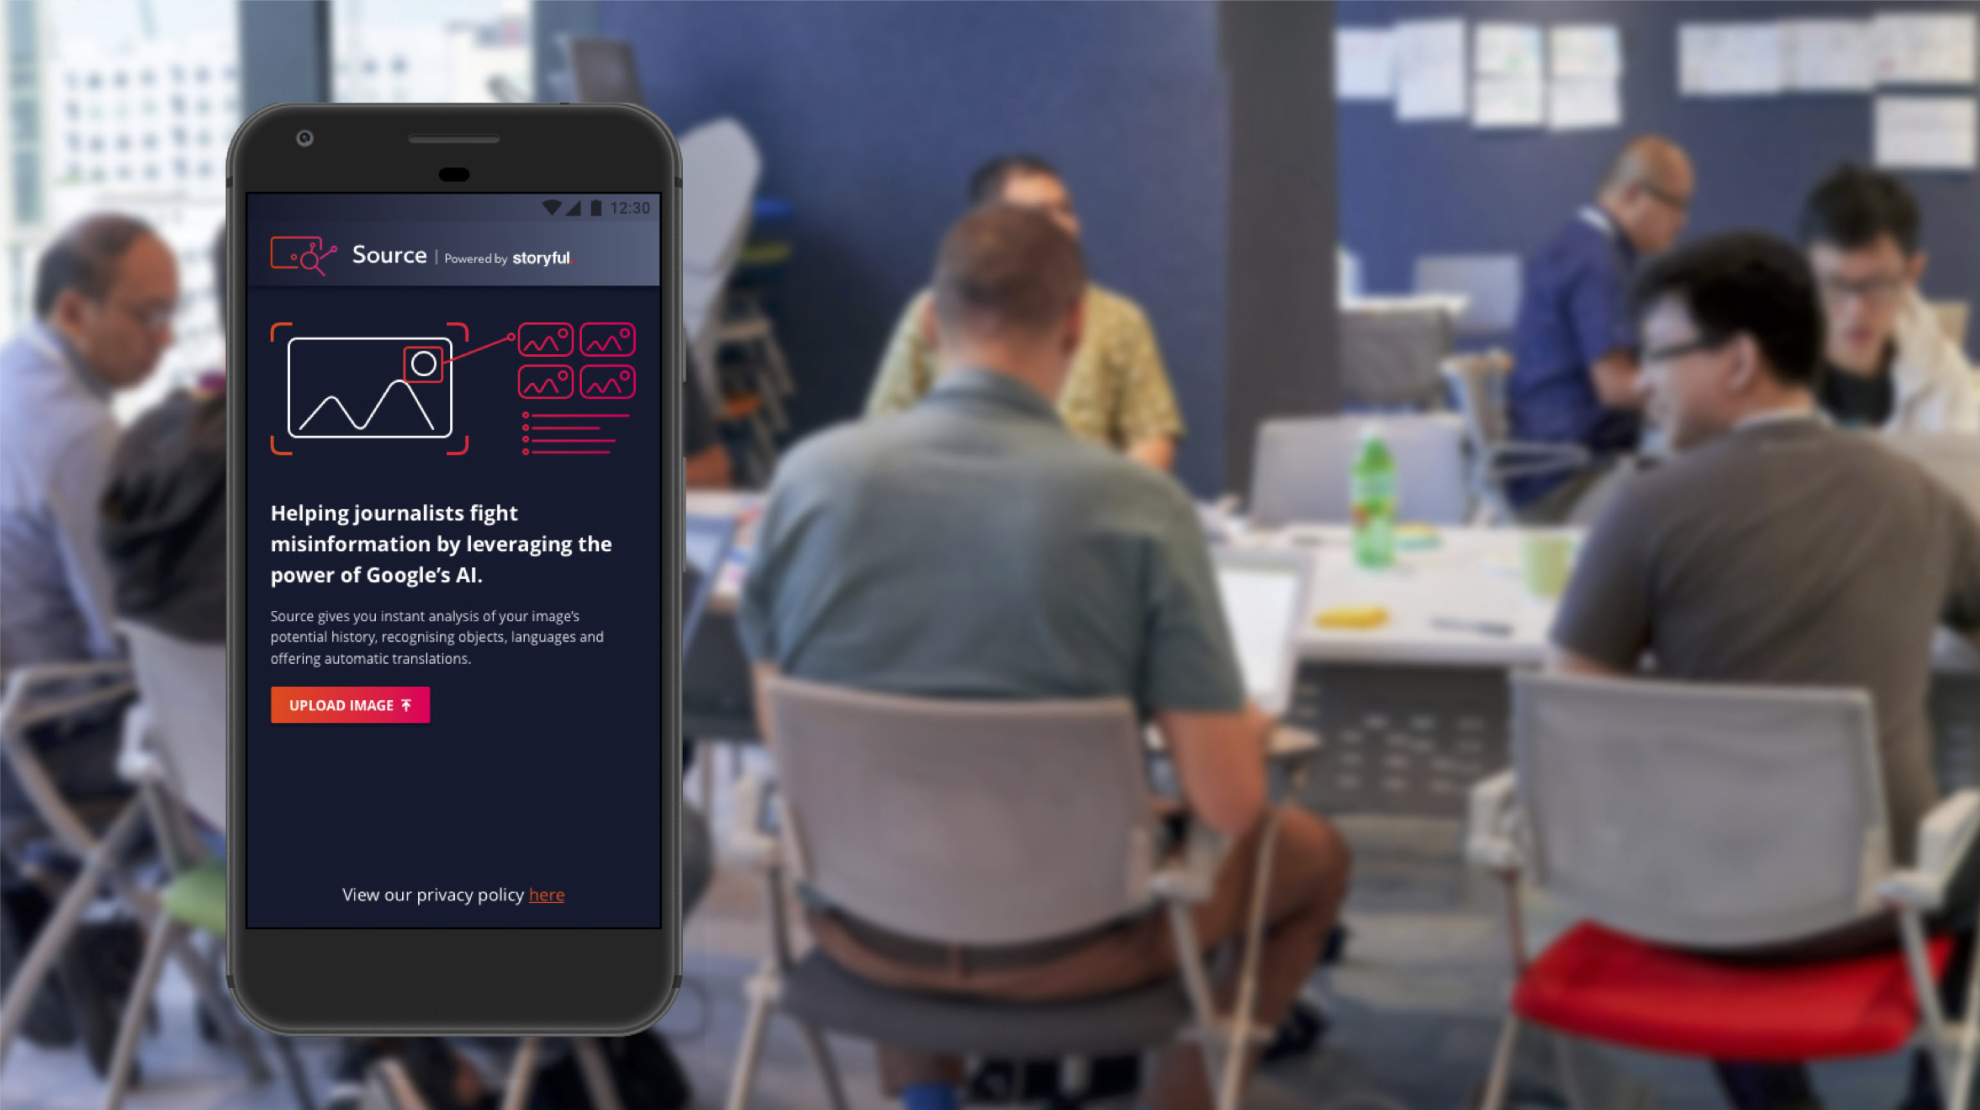 12:30
Source | Powered by storyful.
Helping journalists fight
misinformation by leveraging the
power of Google's AI.
Source gives you instant analysis of your image's
potential history, recognising objects, languages and
offering automatic translations.
UPLOAD IMAGE
View our privacy policy here